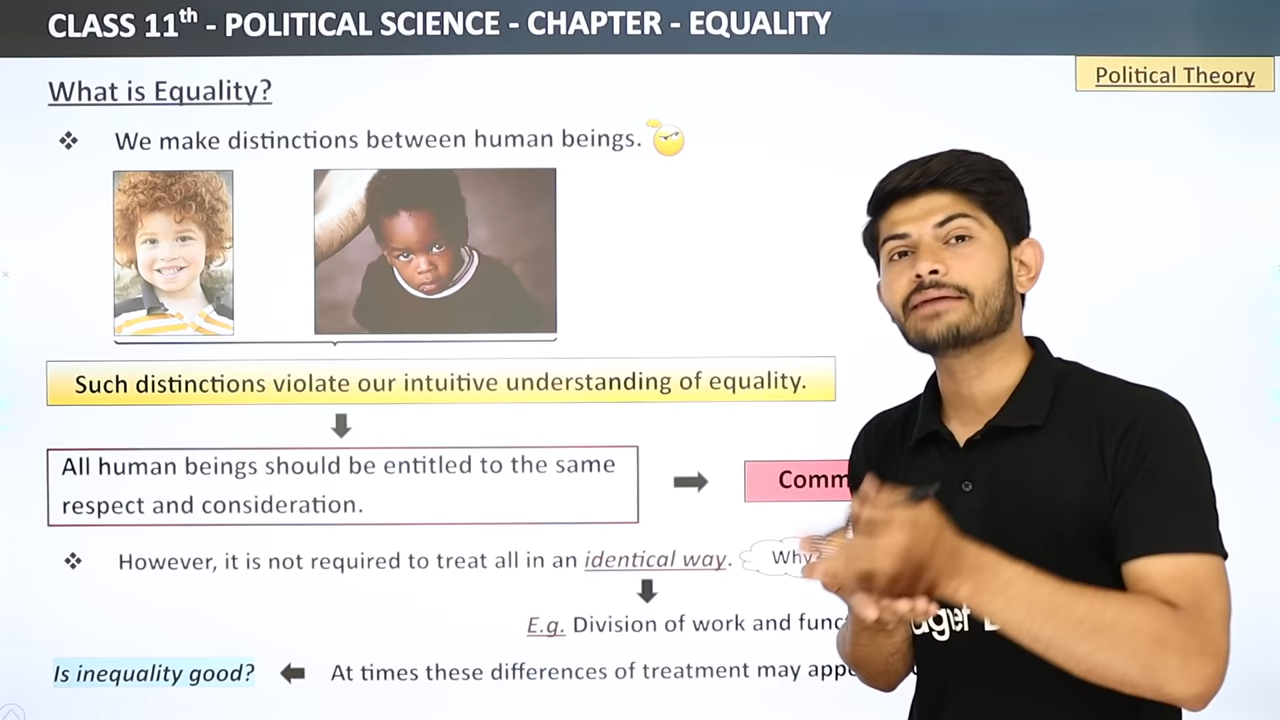 CLASS 11th - POLITICAL SCIENCE - CHAPTER - EQUALITY
Political Theory
What is Equality?
❖ We make distinctions between human beings.
Such distinctions violate our intuitive understanding of equality.
All human beings should be entitled to the same
respect and consideration.
Comm
❖ However, it is not required to treat all in an identical way.
Why
E.g. Division of work and func
Is inequality good?
At times these differences of treatment may appe